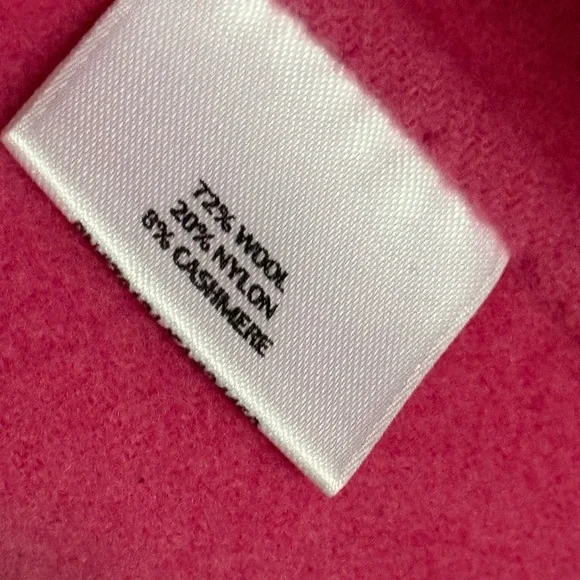 72% WOOL
20% NYLON
8% CASHMERE